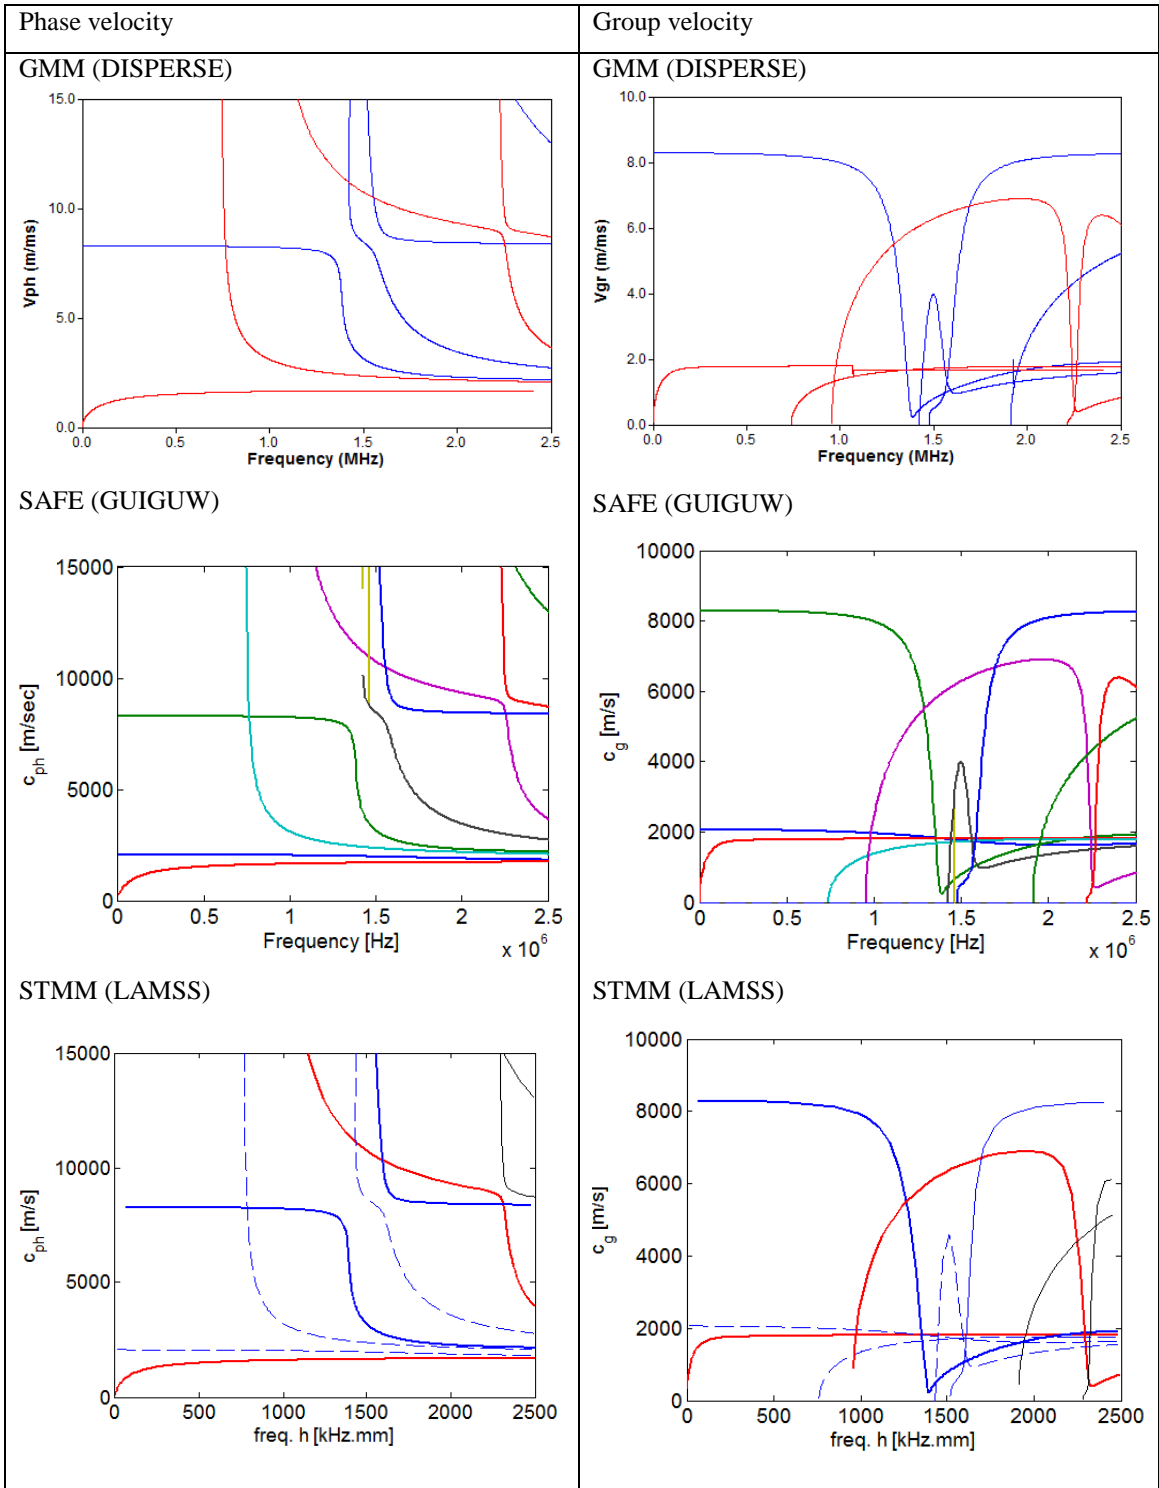 Phase velocity
Group velocity
GMM (DISPERSE)
15.0
10.0
5.0
0.0
Vph (m/ms)
0.0 0.5 1.0 1.5 2.0 2.5
Frequency (MHz)
GMM (DISPERSE)
10.0
8.0
6.0
4.0
2.0
0.0
Vgr (m/ms)
0.0 0.5 1.0 1.5 2.0 2.5
Frequency (MHz)
SAFE (GUIGUW)
15000
10000
5000
0
c_ph [m/sec]
0 0.5 1 1.5 2 2.5
Frequency [Hz]
x 10^6
SAFE (GUIGUW)
10000
8000
6000
4000
2000
0
c_g [m/s]
0 0.5 1 1.5 2 2.5
Frequency [Hz]
x 10^6
STMM (LAMSS)
15000
10000
5000
0
c_ph [m/s]
0 500 1000 1500 2000 2500
freq. h [kHz.mm]
STMM (LAMSS)
10000
8000
6000
4000
2000
0
c_g [m/s]
0 500 1000 1500 2000 2500
freq. h [kHz.mm]